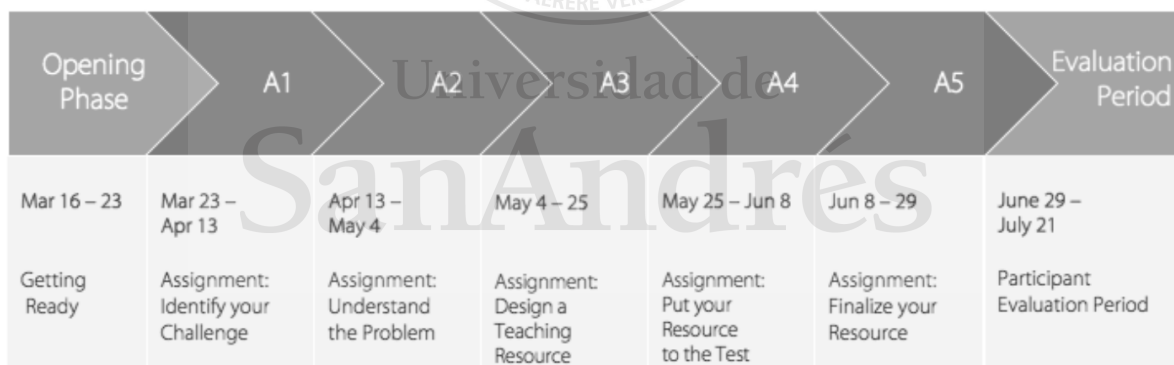 Opening
Phase
A1
A2
A3
A4
A5
Evaluation
Period
Universidad de
SanAndrés
Mar 16 – 23
Mar 23 –
Apr 13
Apr 13 –
May 4
May 4 – 25
May 25 – Jun 8
Jun 8 – 29
June 29 –
July 21
Getting
Ready
Assignment:
Identify your
Challenge
Assignment:
Understand
the Problem
Assignment:
Design a
Teaching
Resource
Assignment:
Put your
Resource
to the Test
Assignment:
Finalize your
Resource
Participant
Evaluation Period